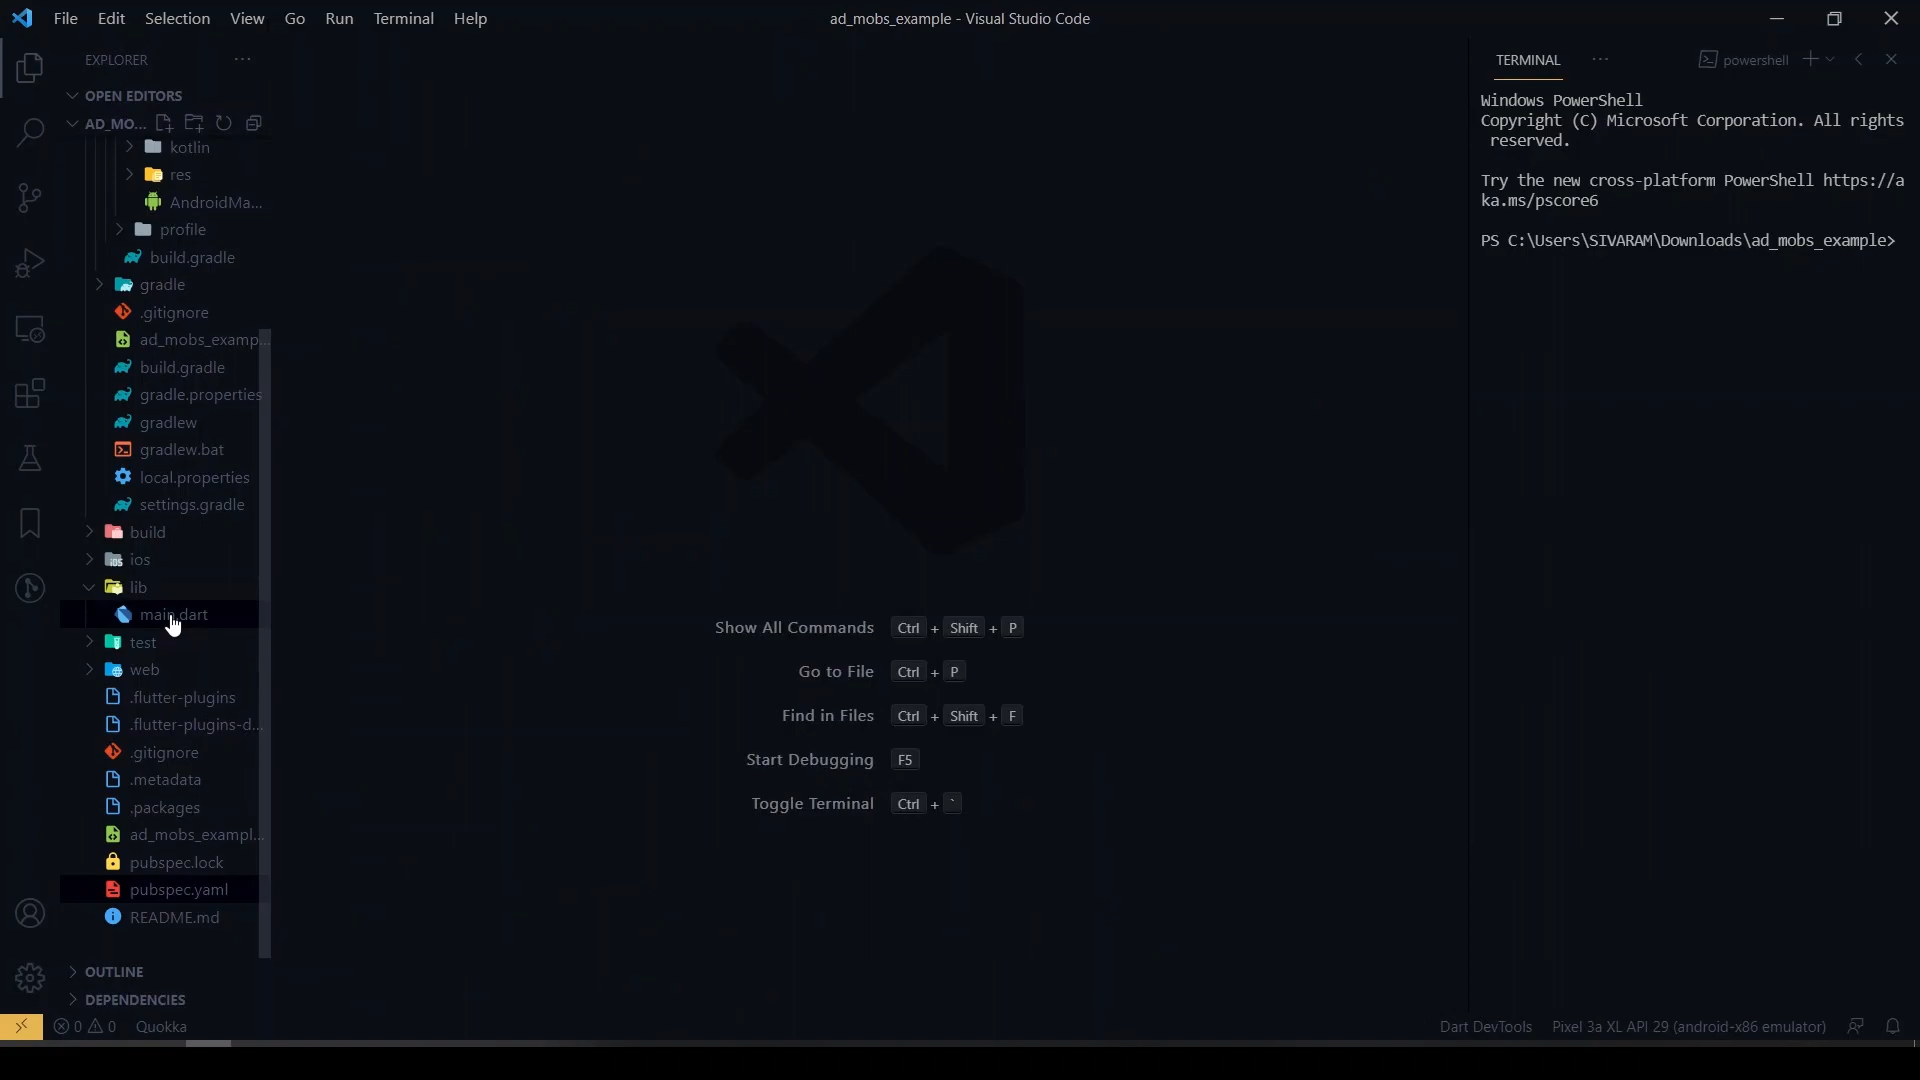 File Edit Selection View Go Run Terminal Help
ad_mobs_example - Visual Studio Code
EXPLORER
OPEN EDITORS
AD_MO...
kotlin
res
AndroidMa...
profile
build.gradle
gradle
.gitignore
ad_mobs_examp...
build.gradle
gradle.properties
gradlew
gradlew.bat
local.properties
settings.gradle
build
ios
lib
main.dart
test
web
.flutter-plugins
.flutter-plugins-d...
.gitignore
.metadata
.packages
ad_mobs_exampl...
pubspec.lock
pubspec.yaml
README.md
OUTLINE
DEPENDENCIES
Show All Commands Ctrl + Shift + P
Go to File Ctrl + P
Find in Files Ctrl + Shift + F
Start Debugging F5
Toggle Terminal Ctrl + `
TERMINAL
powershell
Windows PowerShell
Copyright (C) Microsoft Corporation. All rights
reserved.
Try the new cross-platform PowerShell https://a
ka.ms/pscore6
PS C:\Users\SIVARAM\Downloads\ad_mobs_example>
0 0 Quokka
Dart DevTools Pixel 3a XL API 29 (android-x86 emulator)